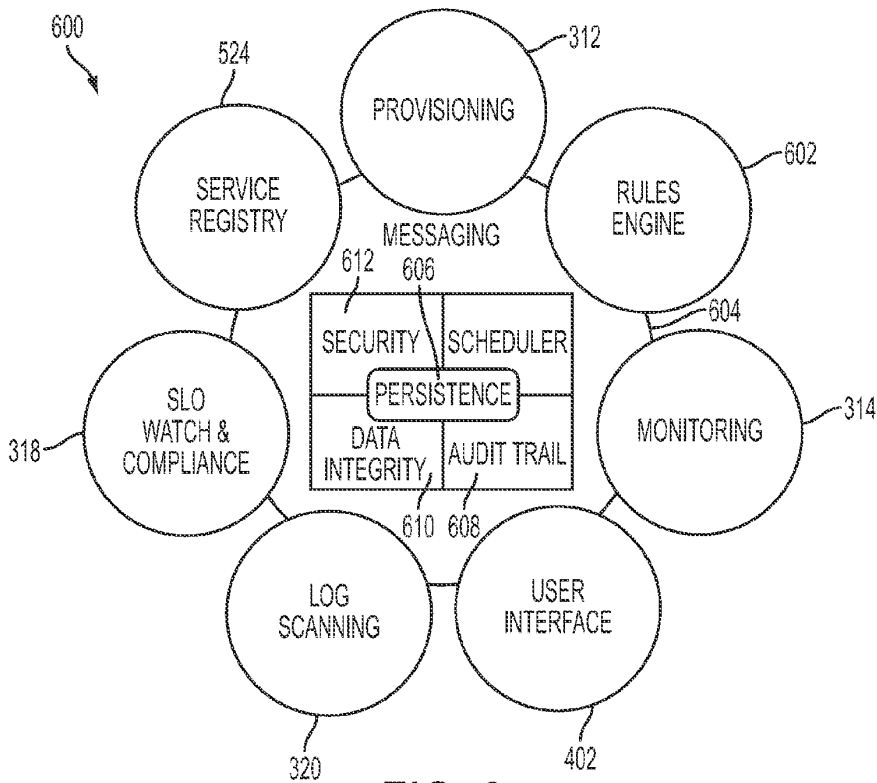 600
524
312
PROVISIONING
602
SERVICE
REGISTRY
RULES
ENGINE
MESSAGING
612
606
604
SECURITY
SCHEDULER
PERSISTENCE
SLO
WATCH &
COMPLIANCE
318
MONITORING
314
DATA
INTEGRITY
AUDIT TRAIL
610
608
LOG
SCANNING
USER
INTERFACE
320
402